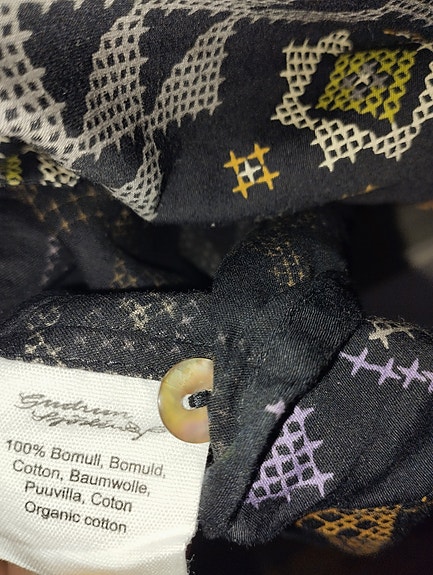 Gudrun
Sjödén
100% Bomull, Bomuld,
Cotton, Baumwolle,
Puuvilla, Coton
Organic cotton